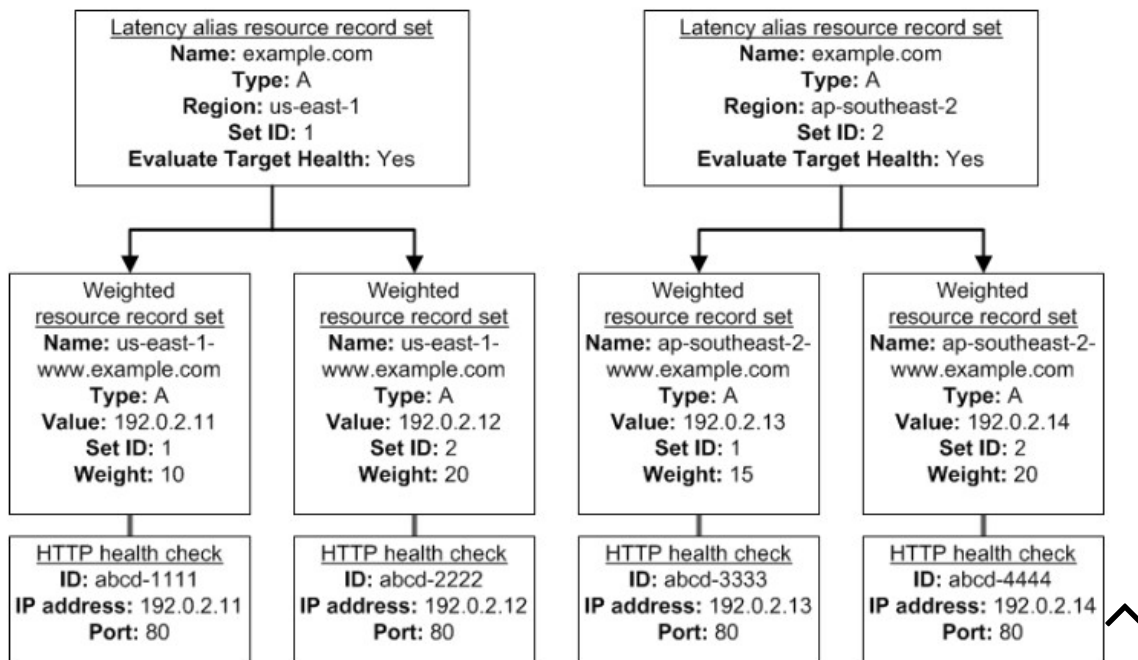 Latency alias resource record set
Name: example.com
Type: A
Region: us-east-1
Set ID: 1
Evaluate Target Health: Yes
Latency alias resource record set
Name: example.com
Type: A
Region: ap-southeast-2
Set ID: 2
Evaluate Target Health: Yes
Weighted
resource record set
Name: us-east-1-
www.example.com
Type: A
Value: 192.0.2.11
Set ID: 1
Weight: 10
Weighted
resource record set
Name: us-east-1-
www.example.com
Type: A
Value: 192.0.2.12
Set ID: 2
Weight: 20
Weighted
resource record set
Name: ap-southeast-2-
www.example.com
Type: A
Value: 192.0.2.13
Set ID: 1
Weight: 15
Weighted
resource record set
Name: ap-southeast-2-
www.example.com
Type: A
Value: 192.0.2.14
Set ID: 2
Weight: 20
HTTP health check
ID: abcd-1111
IP address: 192.0.2.11
Port: 80
HTTP health check
ID: abcd-2222
IP address: 192.0.2.12
Port: 80
HTTP health check
ID: abcd-3333
IP address: 192.0.2.13
Port: 80
HTTP health check
ID: abcd-4444
IP address: 192.0.2.14
Port: 80